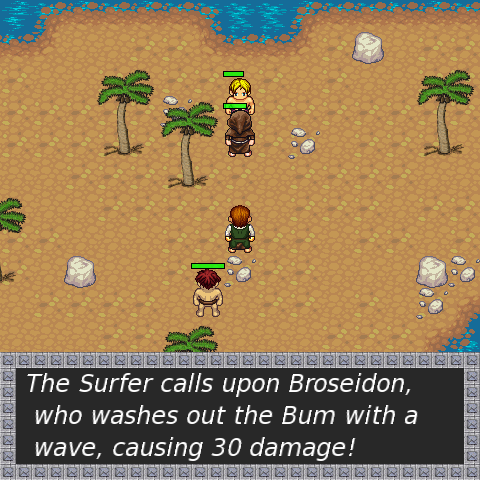 The Surfer calls upon Broseidon,
who washes out the Bum with a
wave, causing 30 damage!